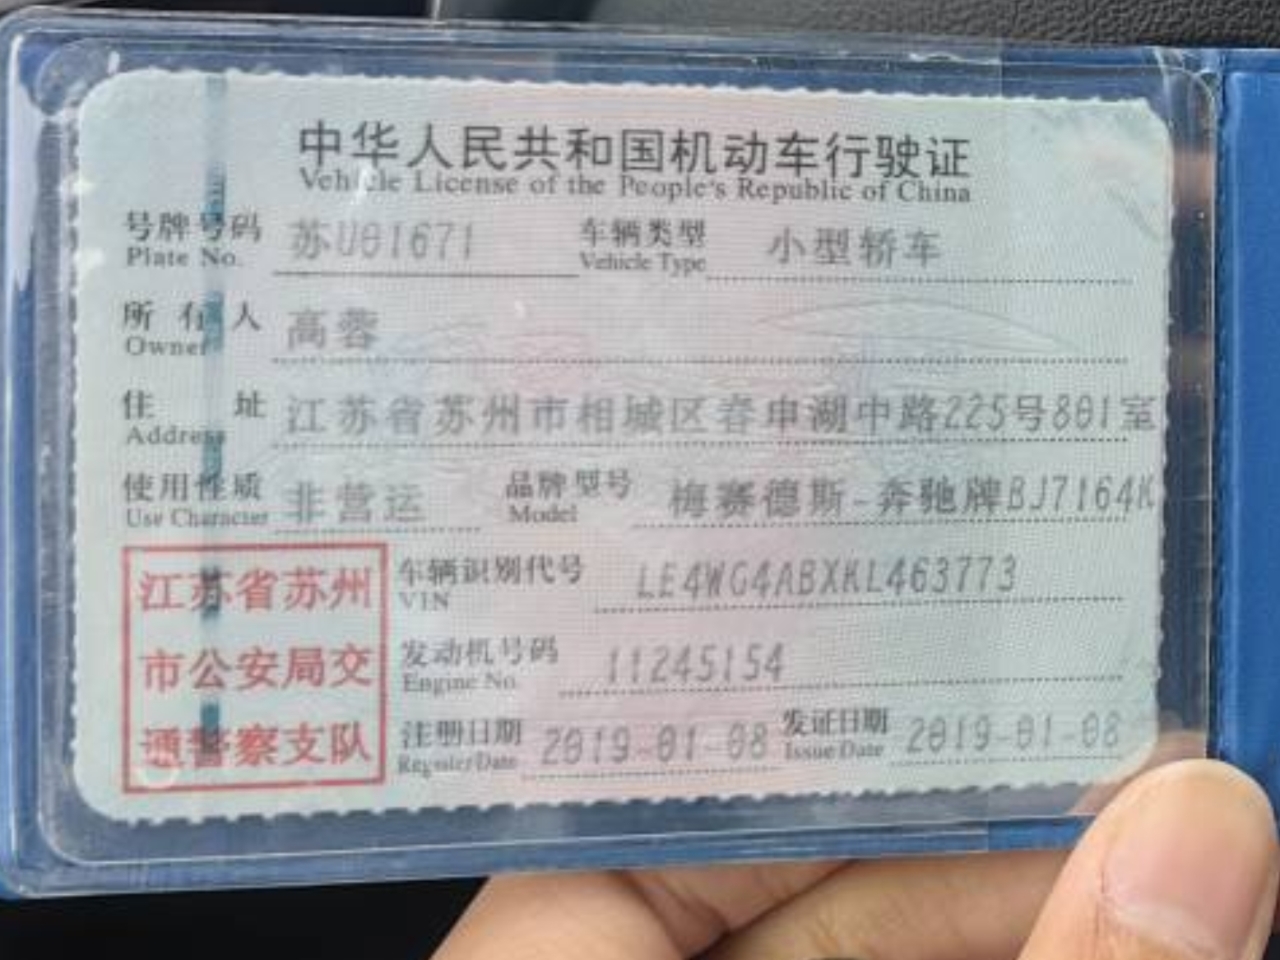 中华人民共和国机动车行驶证
Vehicle License of the People's Republic of China
号牌号码 苏U01671 车辆类型 小型轿车
Plate No. Vehicle Type
所有人 高蓉
Owner
住址 江苏省苏州市相城区春申湖中路225号801室
Address
使用性质 非营运 品牌型号 梅赛德斯-奔驰牌BJ7164K
Use Character Model
江苏省苏州
市公安局交
通警察支队
车辆识别代号 LE4WG4ABXKL463773
VIN
发动机号码 11245154
Engine No.
注册日期 2019-01-08 发证日期 2019-01-08
Register Date Issue Date